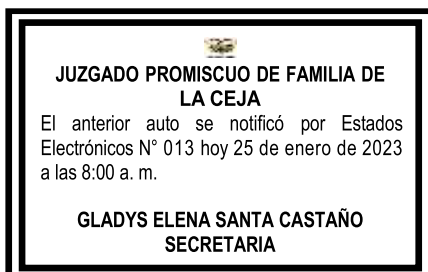 JUZGADO PROMISCUO DE FAMILIA DE
LA CEJA
El anterior auto se notificó por Estados
Electrónicos N° 013 hoy 25 de enero de 2023
a las 8:00 a. m.
GLADYS ELENA SANTA CASTAÑO
SECRETARIA